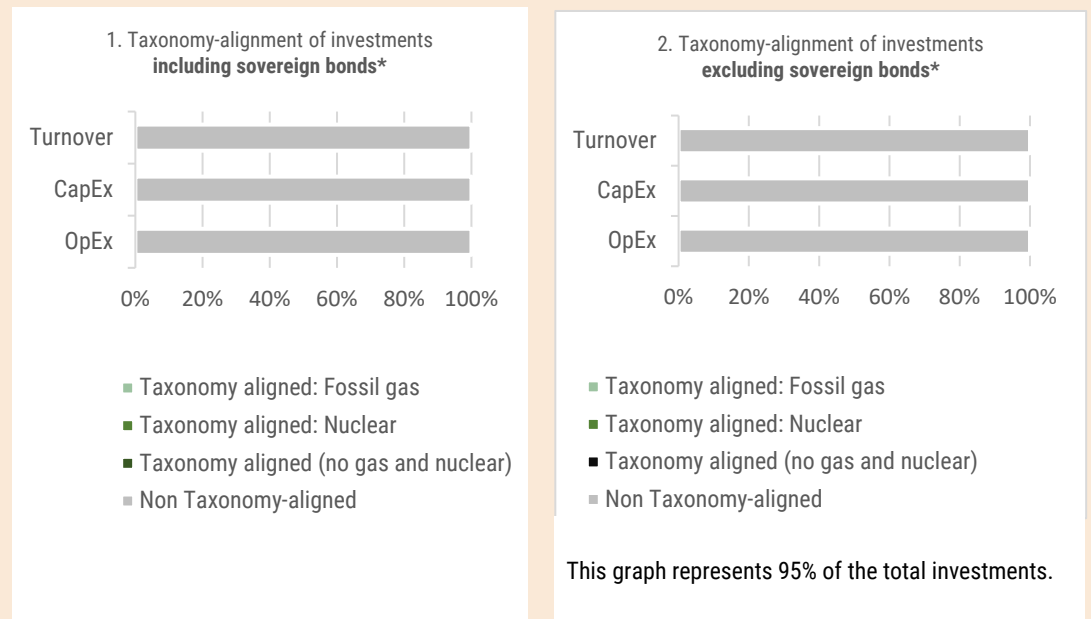 1. Taxonomy-alignment of investments
including sovereign bonds*
Turnover
CapEx
OpEx
0% 20% 40% 60% 80% 100%
Taxonomy aligned: Fossil gas
Taxonomy aligned: Nuclear
Taxonomy aligned (no gas and nuclear)
Non Taxonomy-aligned
2. Taxonomy-alignment of investments
excluding sovereign bonds*
Turnover
CapEx
OpEx
0% 20% 40% 60% 80% 100%
Taxonomy aligned: Fossil gas
Taxonomy aligned: Nuclear
Taxonomy aligned (no gas and nuclear)
Non Taxonomy-aligned
This graph represents 95% of the total investments.